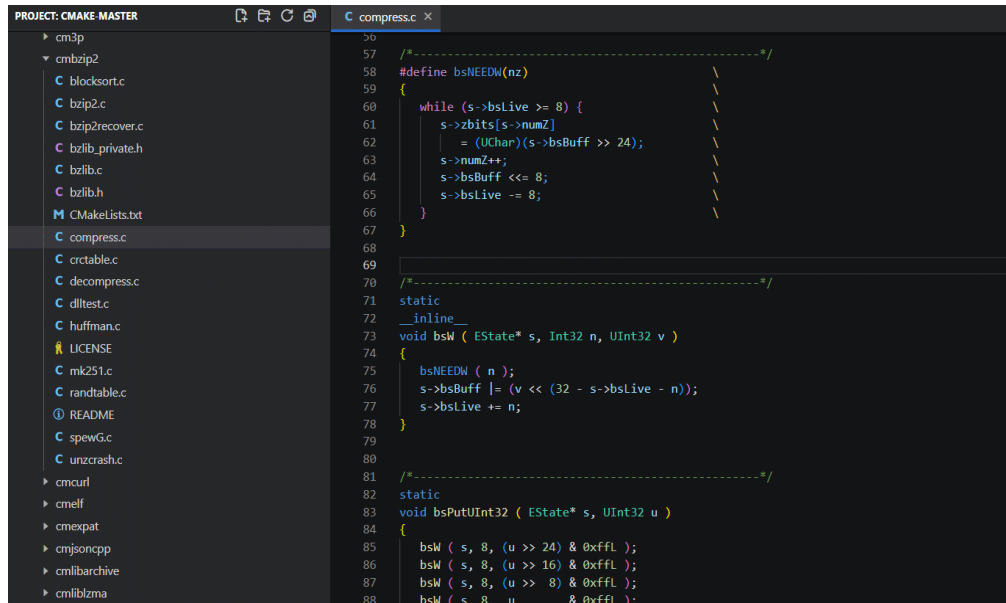 PROJECT: CMAKE-MASTER
cm3p
cmbzip2
blocksort.c
bzip2.c
bzip2recover.c
bzlib_private.h
bzlib.c
bzlib.h
CMakeLists.txt
compress.c
crctable.c
decompress.c
dlltest.c
huffman.c
LICENSE
mk251.c
randtable.c
README
spewG.c
unzcrash.c
cmcurl
cmelf
cmexpat
cmjsoncpp
cmlibarchive
cmliblzma
C compress.c ×
56
57 /*---------------------------------------------------*/
58 #define bsNEEDW(nz) \
59 { \
60 while (s->bsLive >= 8) { \
61 s->zbits[s->numZ] \
62 = (UChar)(s->bsBuff >> 24); \
63 s->numZ++; \
64 s->bsBuff <<= 8; \
65 s->bsLive -= 8; \
66 } \
67 }
68
69
70 /*---------------------------------------------------*/
71 static
72 __inline__
73 void bsW ( EState* s, Int32 n, UInt32 v )
74 {
75 bsNEEDW ( n );
76 s->bsBuff |= (v << (32 - s->bsLive - n));
77 s->bsLive += n;
78 }
79
80
81 /*---------------------------------------------------*/
82 static
83 void bsPutUInt32 ( EState* s, UInt32 u )
84 {
85 bsW ( s, 8, (u >> 24) & 0xffL );
86 bsW ( s, 8, (u >> 16) & 0xffL );
87 bsW ( s, 8, (u >> 8) & 0xffL );
88 bsW ( s, 8, u & 0xffL );